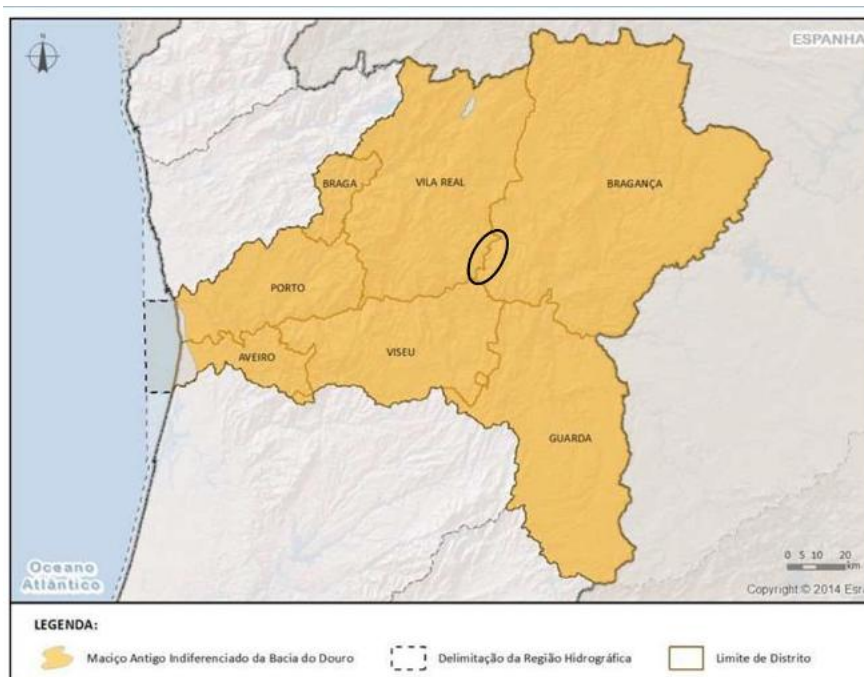 N
ESPANHA
BRAGA
VILA REAL
BRAGANÇA
PORTO
AVEIRO
VISEU
GUARDA
Oceano
Atlântico
0 5 10 20
km
Copyright:© 2014 Esr
LEGENDA:
Maciço Antigo Indiferenciado da Bacia do Douro
Delimitação da Região Hidrográfica
Limite de Distrito